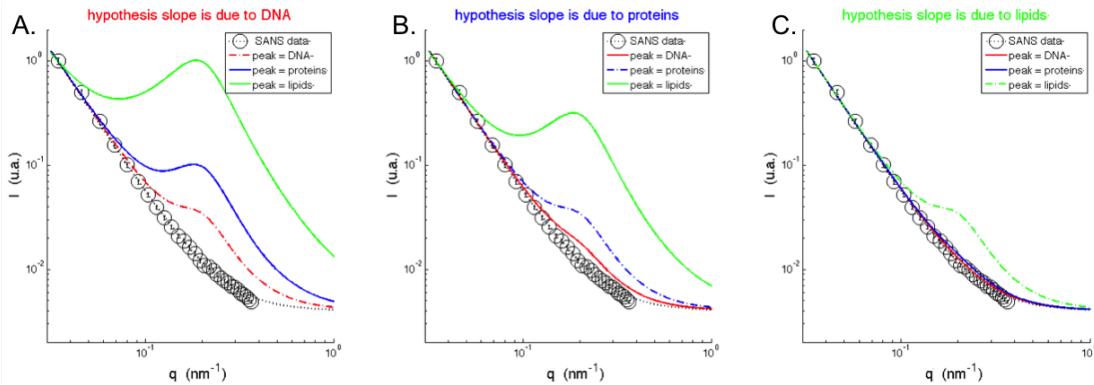 A.
hypothesis slope is due to DNA
SANS data
peak = DNA
peak = proteins
peak = lipids
10^0
10^-1
10^-2
I (u.a.)
10^-1
10^0
q (nm^-1)
B.
hypothesis slope is due to proteins
SANS data
peak = DNA
peak = proteins
peak = lipids
10^0
10^-1
10^-2
I (u.a.)
10^-1
10^0
q (nm^-1)
C.
hypothesis slope is due to lipids
SANS data
peak = DNA
peak = proteins
peak = lipids
10^0
10^-1
10^-2
I (u.a.)
10^-1
10^0
q (nm^-1)